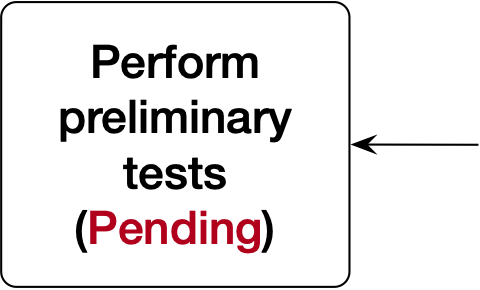 Perform
preliminary
tests
(Pending)